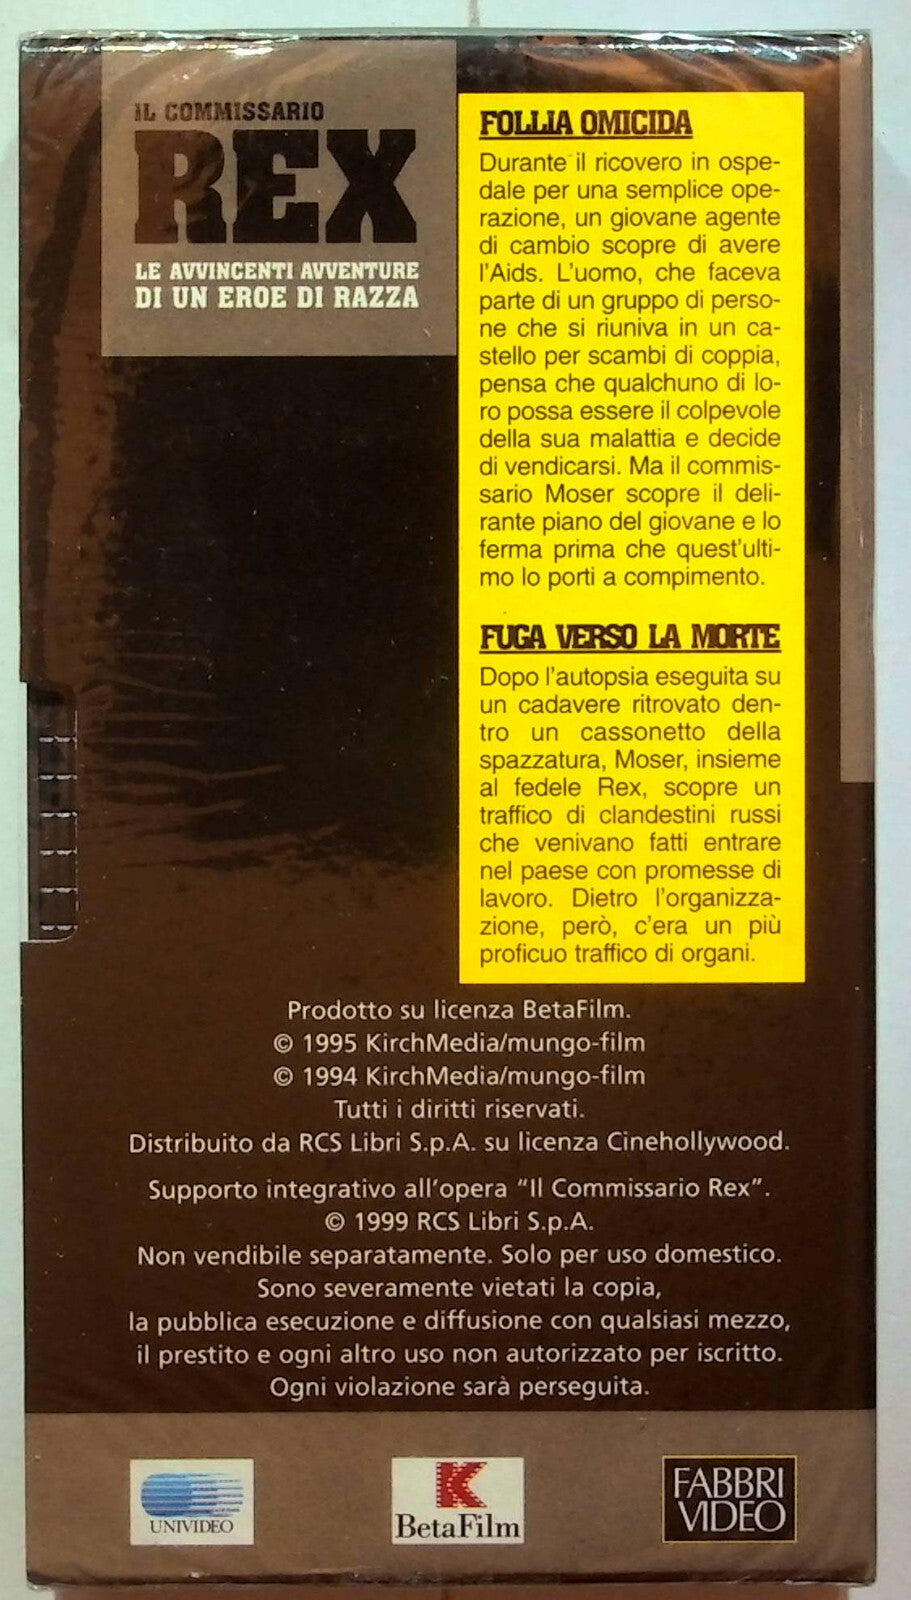 IL COMMISSARIO
REX
LE AVVINCENTI AVVENTURE
DI UN EROE DI RAZZA
FOLLIA OMICIDA
Durante il ricovero in ospe-
dale per una semplice ope-
razione, un giovane agente
di cambio scopre di avere
l'Aids. L'uomo, che faceva
parte di un gruppo di perso-
ne che si riuniva in un ca-
stello per scambi di coppia,
pensa che qualchuno di lo-
ro possa essere il colpevole
della sua malattia e decide
di vendicarsi. Ma il commis-
sario Moser scopre il deli-
rante piano del giovane e lo
ferma prima che quest'ulti-
mo lo porti a compimento.
FUGA VERSO LA MORTE
Dopo l'autopsia eseguita su
un cadavere ritrovato den-
tro un cassonetto della
spazzatura, Moser, insieme
al fedele Rex, scopre un
traffico di clandestini russi
che venivano fatti entrare
nel paese con promesse di
lavoro. Dietro l'organizza-
zione, però, c'era un più
proficuo traffico di organi.
Prodotto su licenza BetaFilm.
© 1995 KirchMedia/mungo-film
© 1994 KirchMedia/mungo-film
Tutti i diritti riservati.
Distribuito da RCS Libri S.p.A. su licenza Cinehollywood.
Supporto integrativo all'opera "Il Commissario Rex".
© 1999 RCS Libri S.p.A.
Non vendibile separatamente. Solo per uso domestico.
Sono severamente vietati la copia,
la pubblica esecuzione e diffusione con qualsiasi mezzo,
il prestito e ogni altro uso non autorizzato per iscritto.
Ogni violazione sarà perseguita.
UNIVIDEO
K
BetaFilm
FABBRI
VIDEO